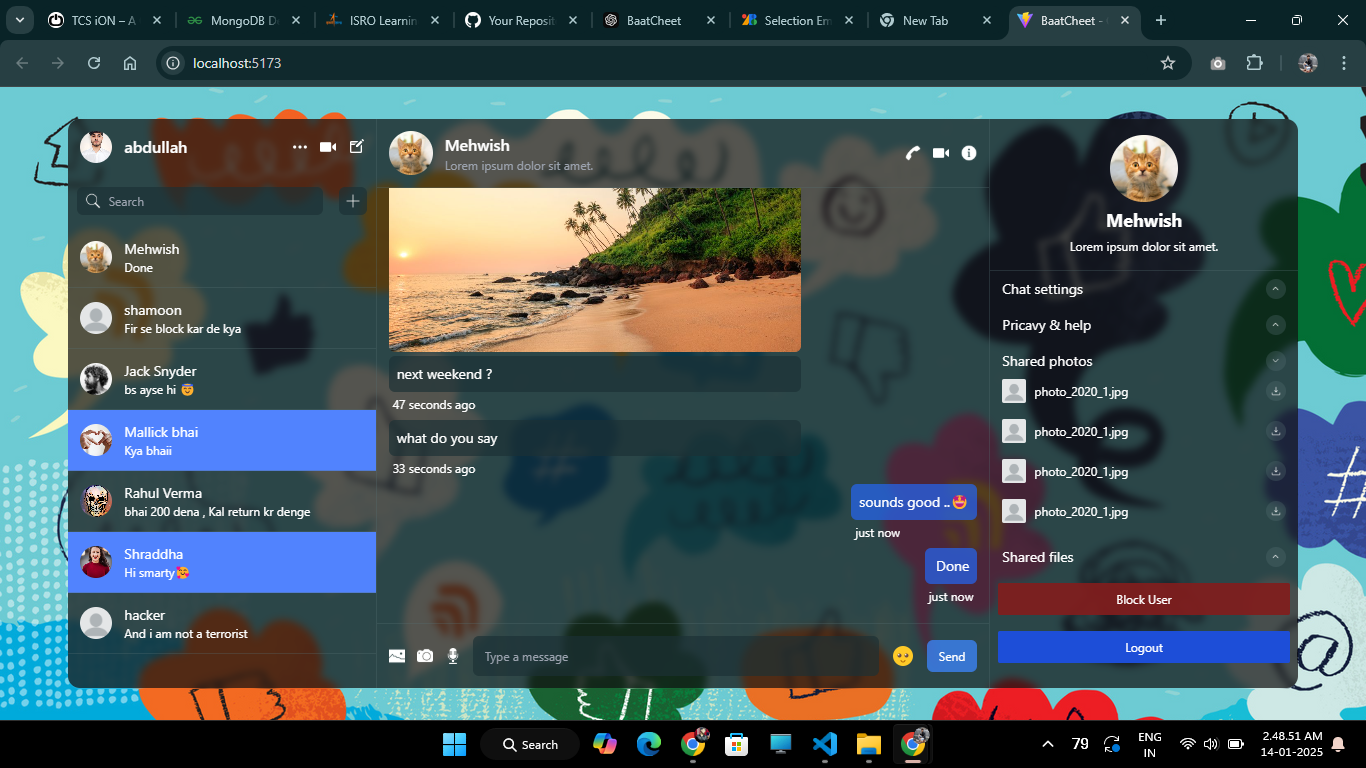 TCS iON – A
MongoDB D
ISRO Learnin
Your Reposit
BaatCheet
Selection Em
New Tab
BaatCheet -
localhost:5173
abdullah
Search
Mehwish
Done
shamoon
Fir se block kar de kya
Jack Snyder
bs ayse hi 🤯
Mallick bhai
Kya bhaii
Rahul Verma
bhai 200 dena , Kal return kr denge
Shraddha
Hi smarty🥰
hacker
And i am not a terrorist
Mehwish
Lorem ipsum dolor sit amet.
next weekend ?
47 seconds ago
what do you say
33 seconds ago
sounds good ..🤩
just now
Done
just now
Type a message
Send
Mehwish
Lorem ipsum dolor sit amet.
Chat settings
Pricavy & help
Shared photos
photo_2020_1.jpg
photo_2020_1.jpg
photo_2020_1.jpg
photo_2020_1.jpg
Shared files
Block User
Logout
Search
79
ENG
IN
2.48.51 AM
14-01-2025